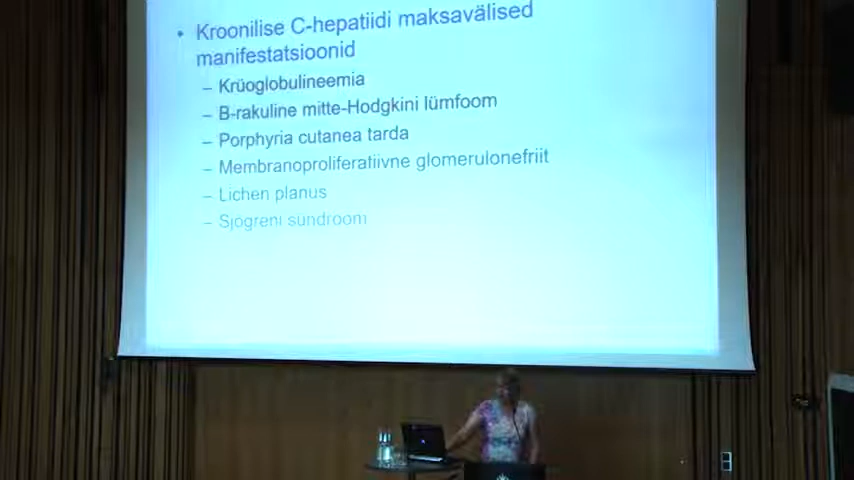 • Kroonilise C-hepatiidi maksavälised
manifestatsioonid
– Krüoglobulineemia
– B-rakuline mitte-Hodgkini lümfoom
– Porphyria cutanea tarda
– Membranoproliferatiivne glomerulonefriit
– Lichen planus
– Sjogreni sündroom